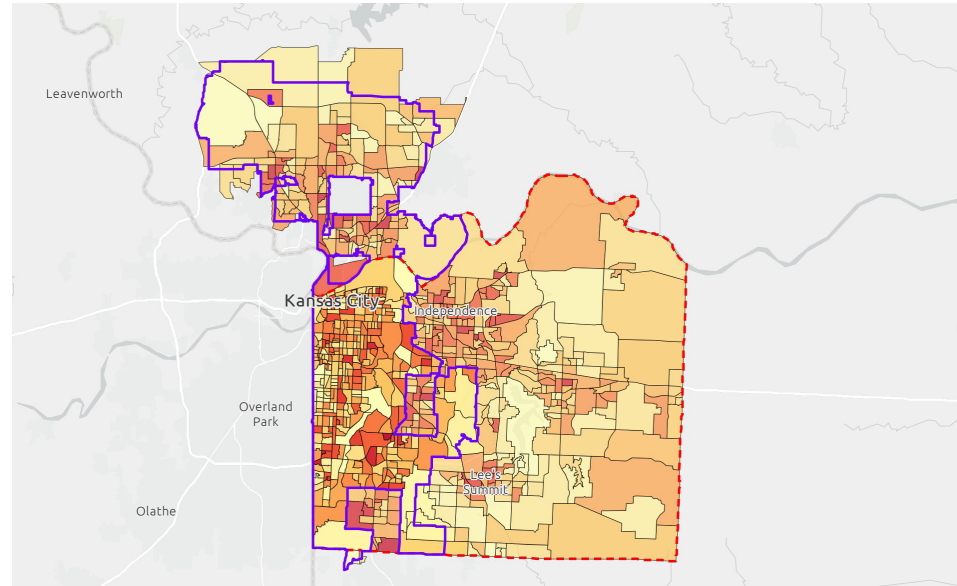 Leavenworth
Kansas City
Independence
Overland
Park
Lee's
Summit
Olathe